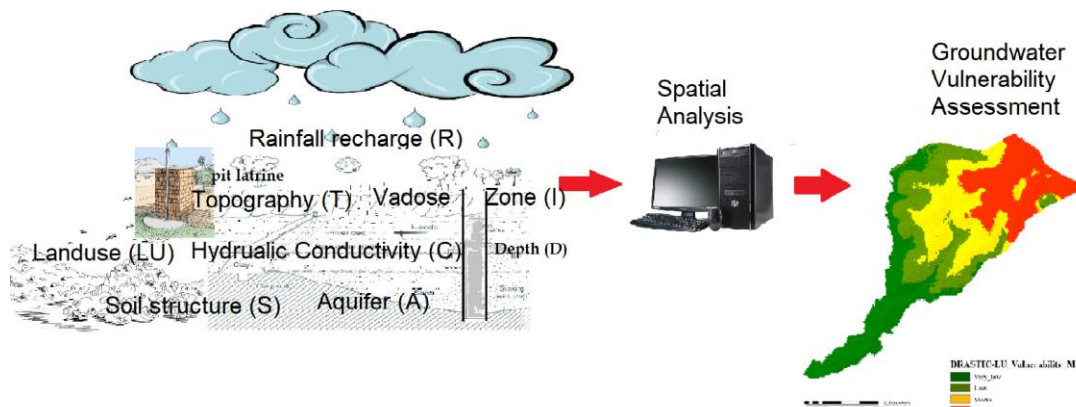 Groundwater
Vulnerability
Assessment
Spatial
Analysis
Rainfall recharge (R)
pit latrine
Topography (T) Vadose Zone (I)
Landuse (LU) Hydrualic Conductivity (C) Depth (D)
Soil structure (S) Aquifer (A)
DRASTIC-LU